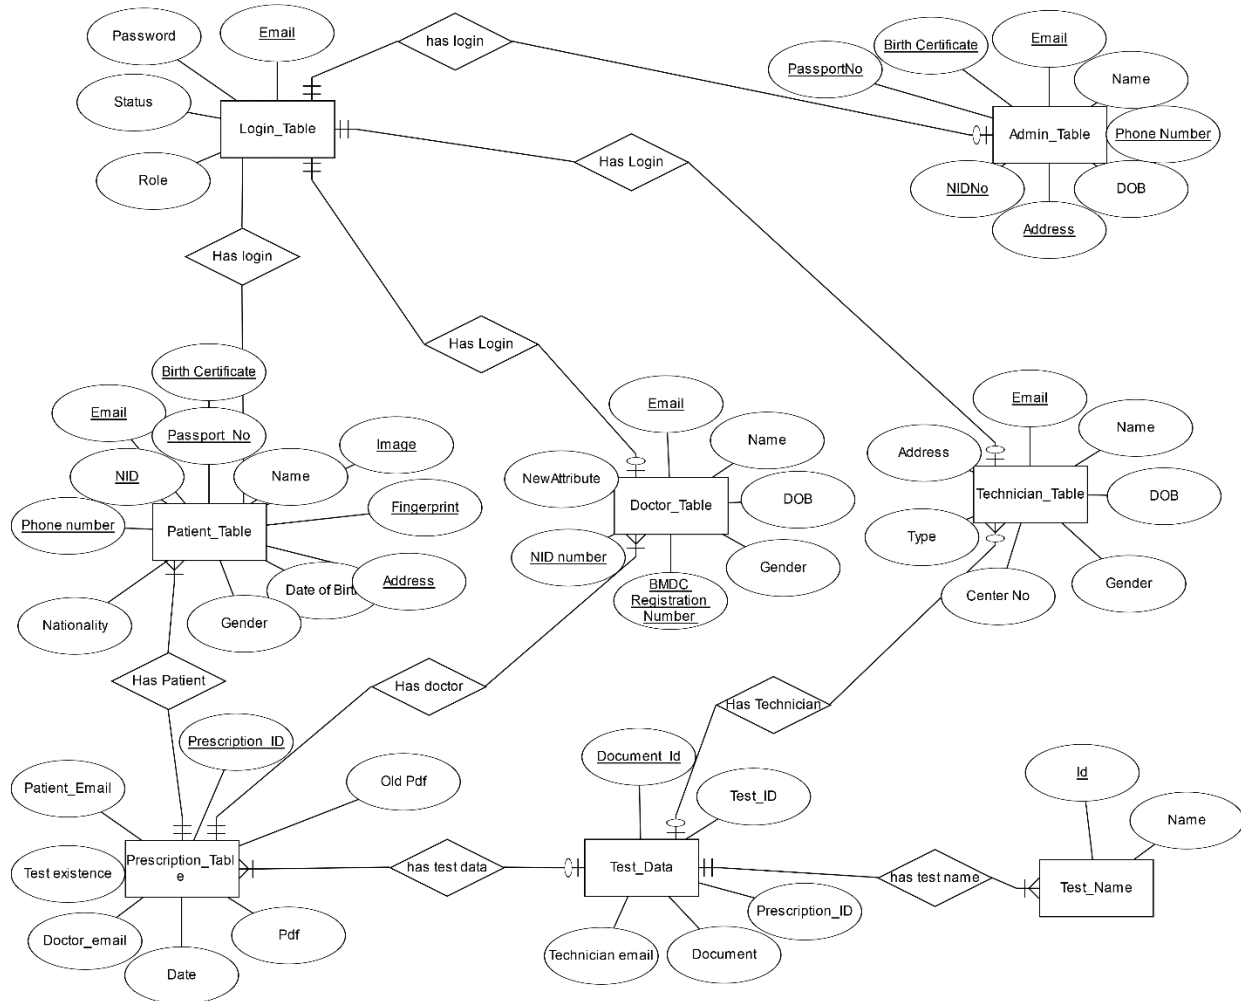 Password
Email
has login
Birth Certificate
Email
PassportNo
Name
Status
Login_Table
Admin_Table
Phone Number
Has Login
Role
NIDNo
DOB
Address
Has login
Has Login
Birth Certificate
Email
Passport_No
Image
Email
Name
Email
Name
Address
NID
Name
NewAttribute
Doctor_Table
DOB
Technician_Table
DOB
Phone number
Patient_Table
Fingerprint
Type
NID number
Gender
Gender
Date of Birth
Address
BMDC
Registration
Number
Center No
Nationality
Gender
Has Patient
Has doctor
Has Technician
Prescription_ID
Document_Id
Patient_Email
Old Pdf
Test_ID
Id
Name
Prescription_Tabl
e
Test existence
has test data
Test_Data
has test name
Test_Name
Prescription_ID
Doctor_email
Pdf
Technician email
Document
Date